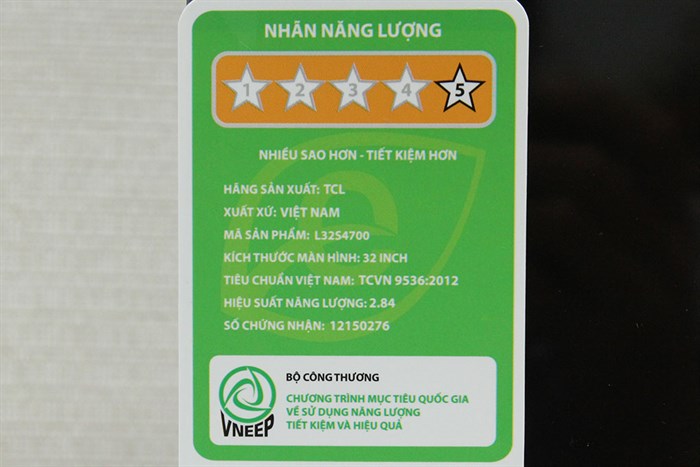 NHÃN NĂNG LƯỢNG
1 2 3 4 5
NHIỀU SAO HƠN - TIẾT KIỆM HƠN
HÃNG SẢN XUẤT: TCL
XUẤT XỨ: VIỆT NAM
MÃ SẢN PHẨM: L32S4700
KÍCH THƯỚC MÀN HÌNH: 32 INCH
TIÊU CHUẨN VIỆT NAM: TCVN 9536:2012
HIỆU SUẤT NĂNG LƯỢNG: 2.84
SỐ CHỨNG NHẬN: 12150276
BỘ CÔNG THƯƠNG
CHƯƠNG TRÌNH MỤC TIÊU QUỐC GIA
VỀ SỬ DỤNG NĂNG LƯỢNG
TIẾT KIỆM VÀ HIỆU QUẢ
VNEEP